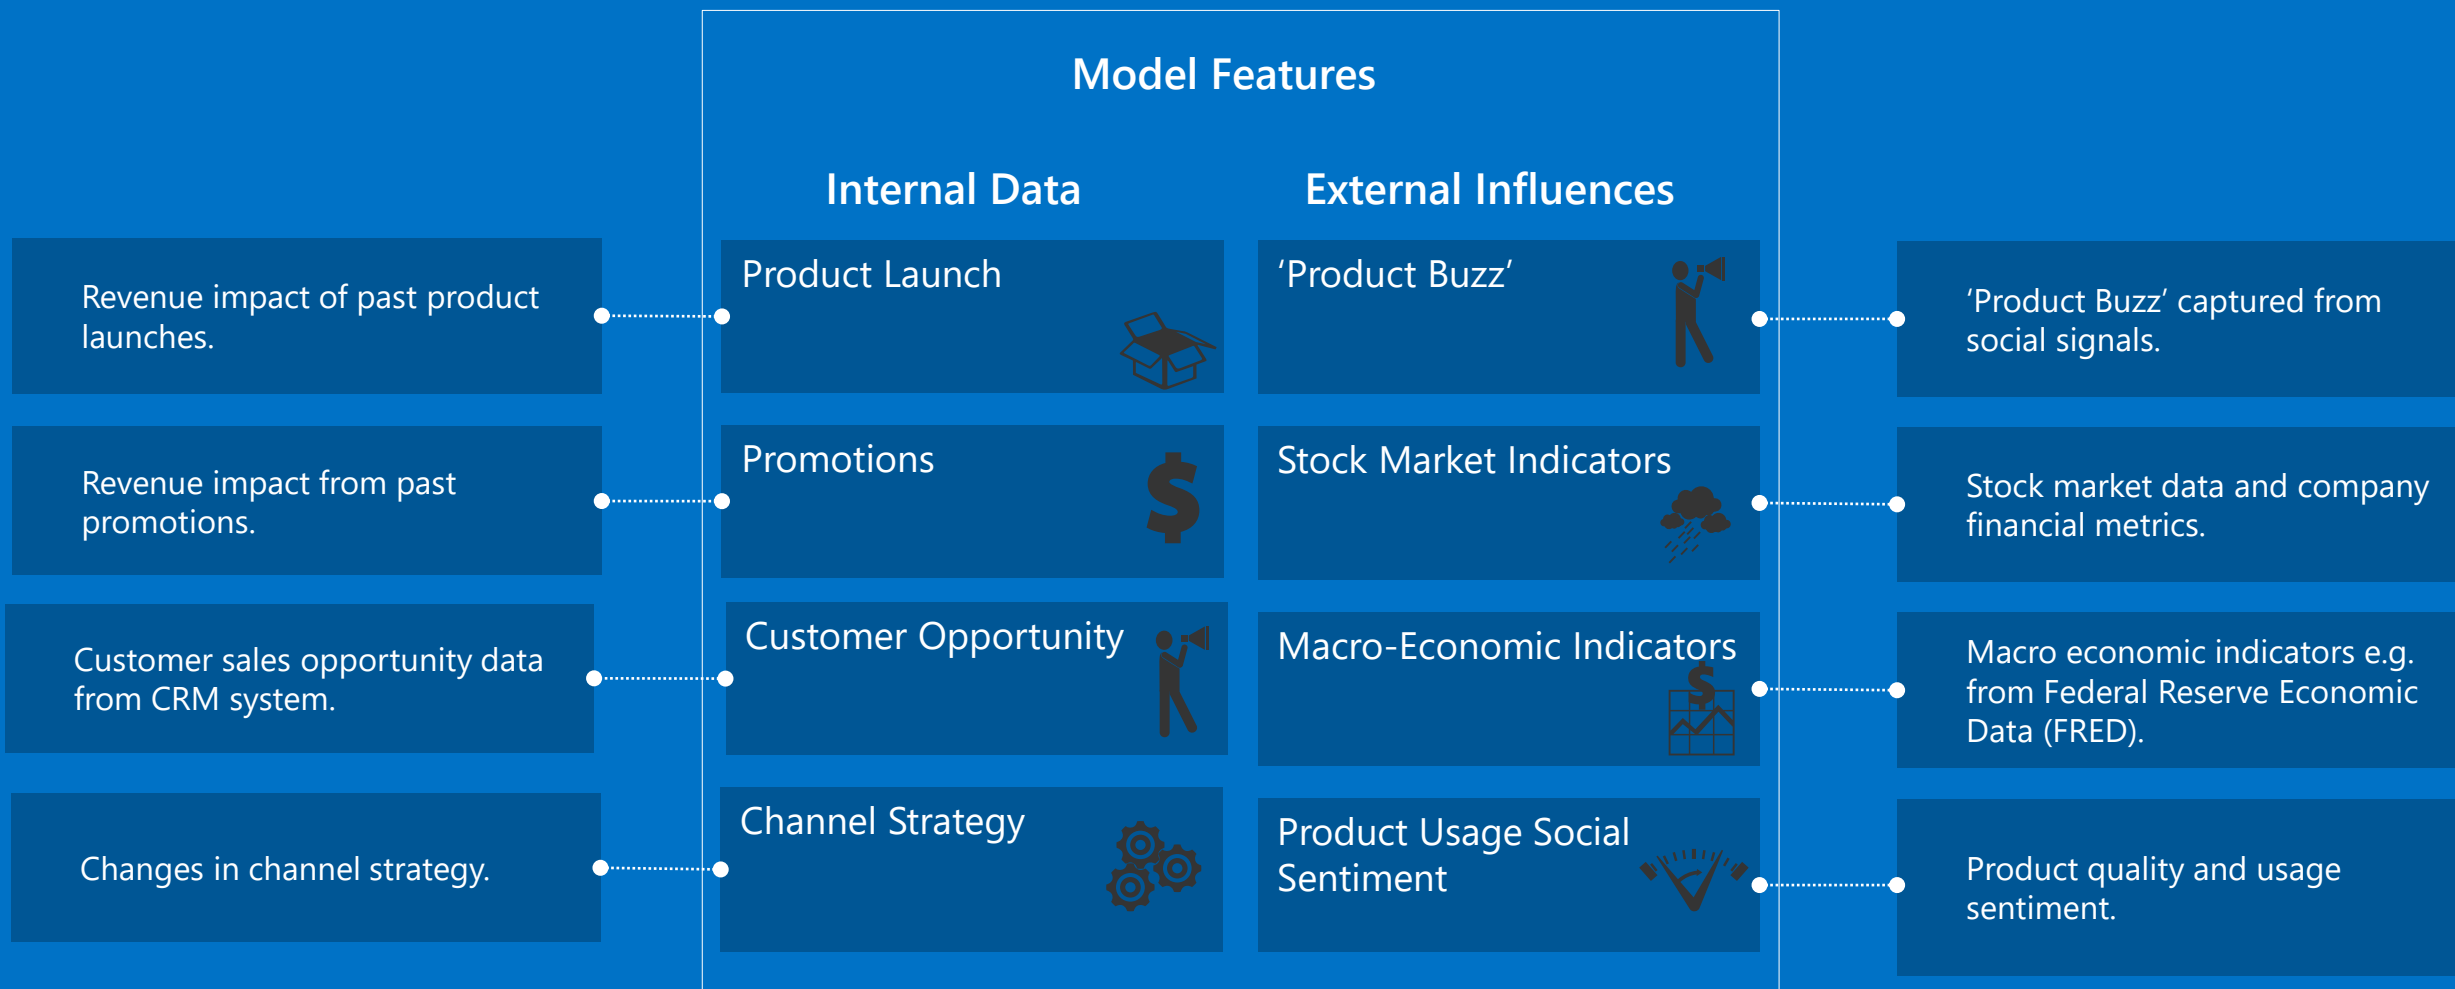 Model Features
Internal Data
External Influences
Revenue impact of past product
launches.
Product Launch
‘Product Buzz’
‘Product Buzz’ captured from
social signals.
Revenue impact from past
promotions.
Promotions
Stock Market Indicators
Stock market data and company
financial metrics.
Customer sales opportunity data
from CRM system.
Customer Opportunity
Macro-Economic Indicators
Macro economic indicators e.g.
from Federal Reserve Economic
Data (FRED).
Changes in channel strategy.
Channel Strategy
Product Usage Social
Sentiment
Product quality and usage
sentiment.